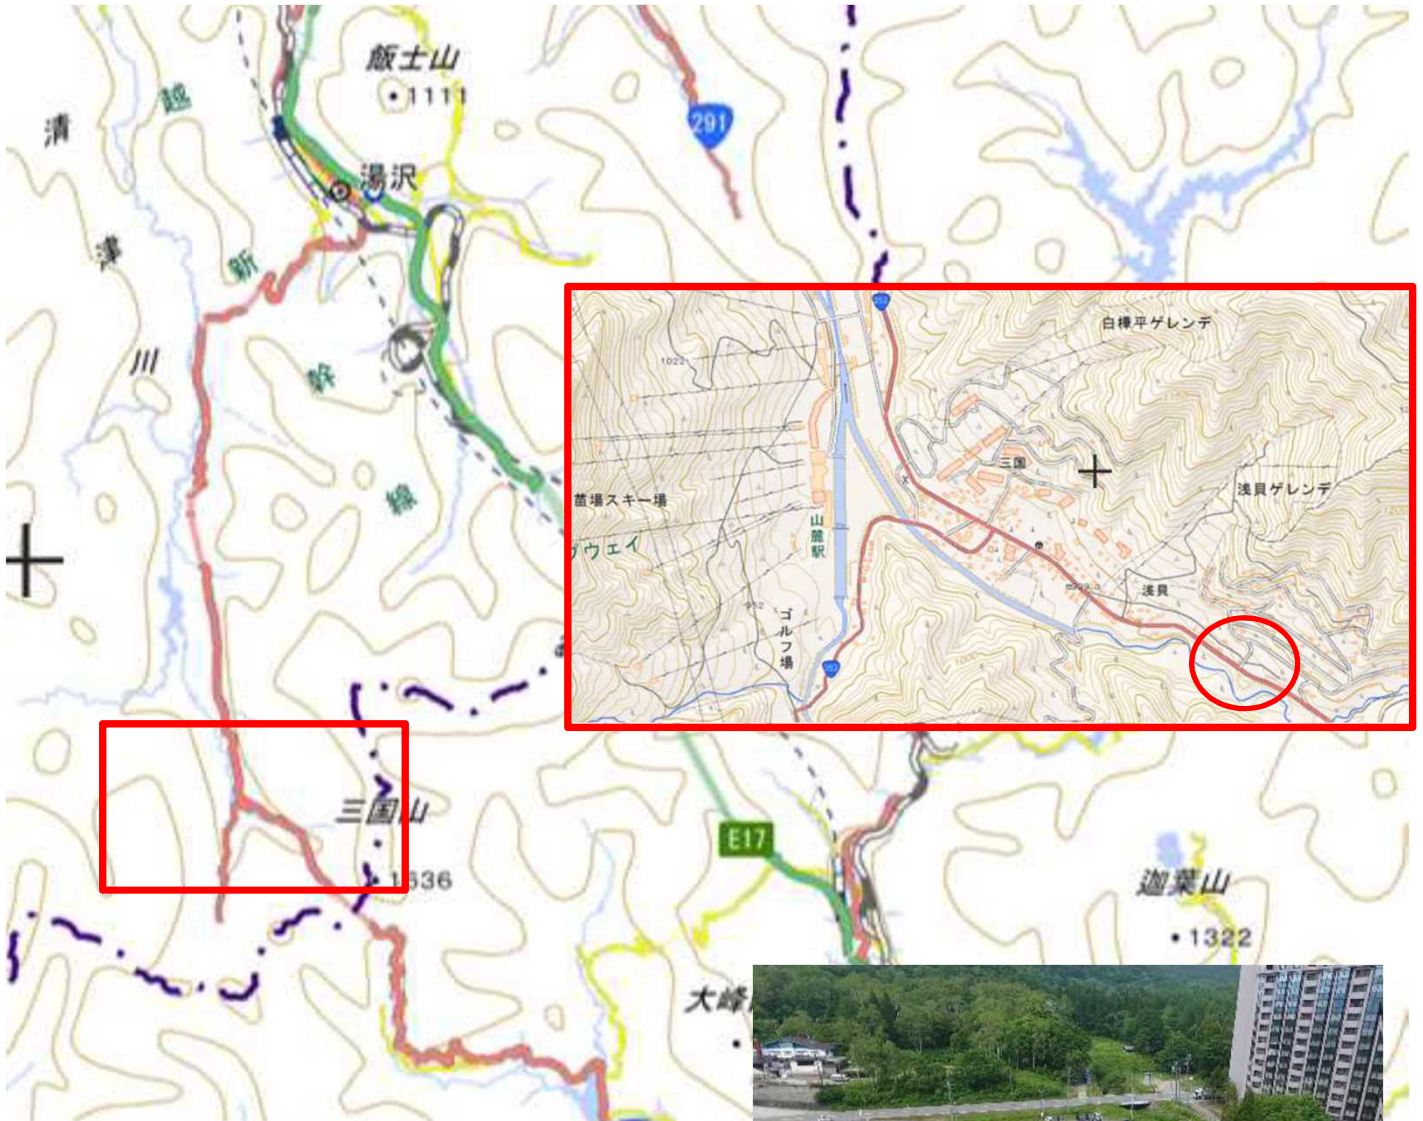 飯士山
1111
291
清
越
湯沢
津
新
川
幹
線
353
白樺平ゲレンデ
1022
三国
苗場スキー場
浅貝ゲレンデ
山麓駅
ブウェイ
浅貝
ゴルフ場
三国山
1636
E17
迦葉山
1322
大峰